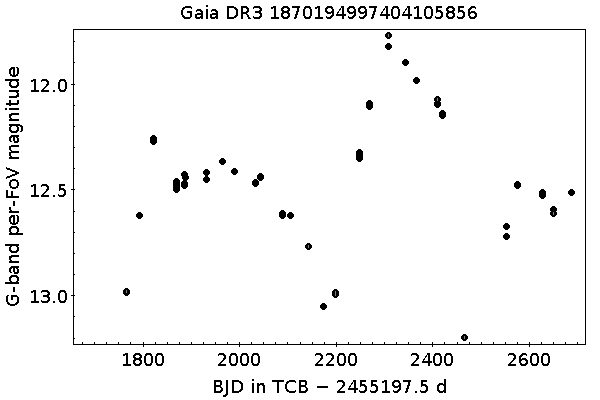 Gaia DR3 1870194997404105856
12.0
12.5
13.0
G-band per-FoV magnitude
1800 2000 2200 2400 2600
BJD in TCB − 2455197.5 d